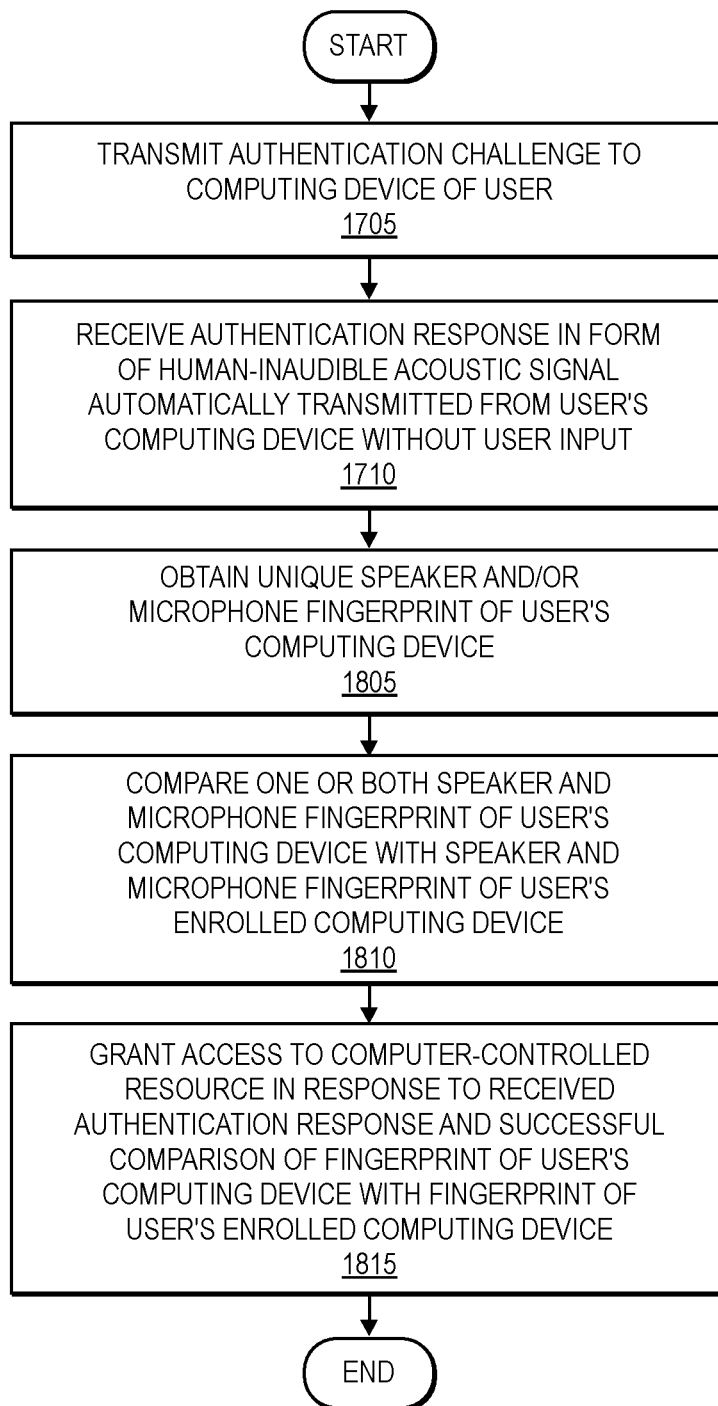 START
TRANSMIT AUTHENTICATION CHALLENGE TO
COMPUTING DEVICE OF USER
1705
RECEIVE AUTHENTICATION RESPONSE IN FORM
OF HUMAN-INAUDIBLE ACOUSTIC SIGNAL
AUTOMATICALLY TRANSMITTED FROM USER'S
COMPUTING DEVICE WITHOUT USER INPUT
1710
OBTAIN UNIQUE SPEAKER AND/OR
MICROPHONE FINGERPRINT OF USER'S
COMPUTING DEVICE
1805
COMPARE ONE OR BOTH SPEAKER AND
MICROPHONE FINGERPRINT OF USER'S
COMPUTING DEVICE WITH SPEAKER AND
MICROPHONE FINGERPRINT OF USER'S
ENROLLED COMPUTING DEVICE
1810
GRANT ACCESS TO COMPUTER-CONTROLLED
RESOURCE IN RESPONSE TO RECEIVED
AUTHENTICATION RESPONSE AND SUCCESSFUL
COMPARISON OF FINGERPRINT OF USER'S
COMPUTING DEVICE WITH FINGERPRINT OF
USER'S ENROLLED COMPUTING DEVICE
1815
END